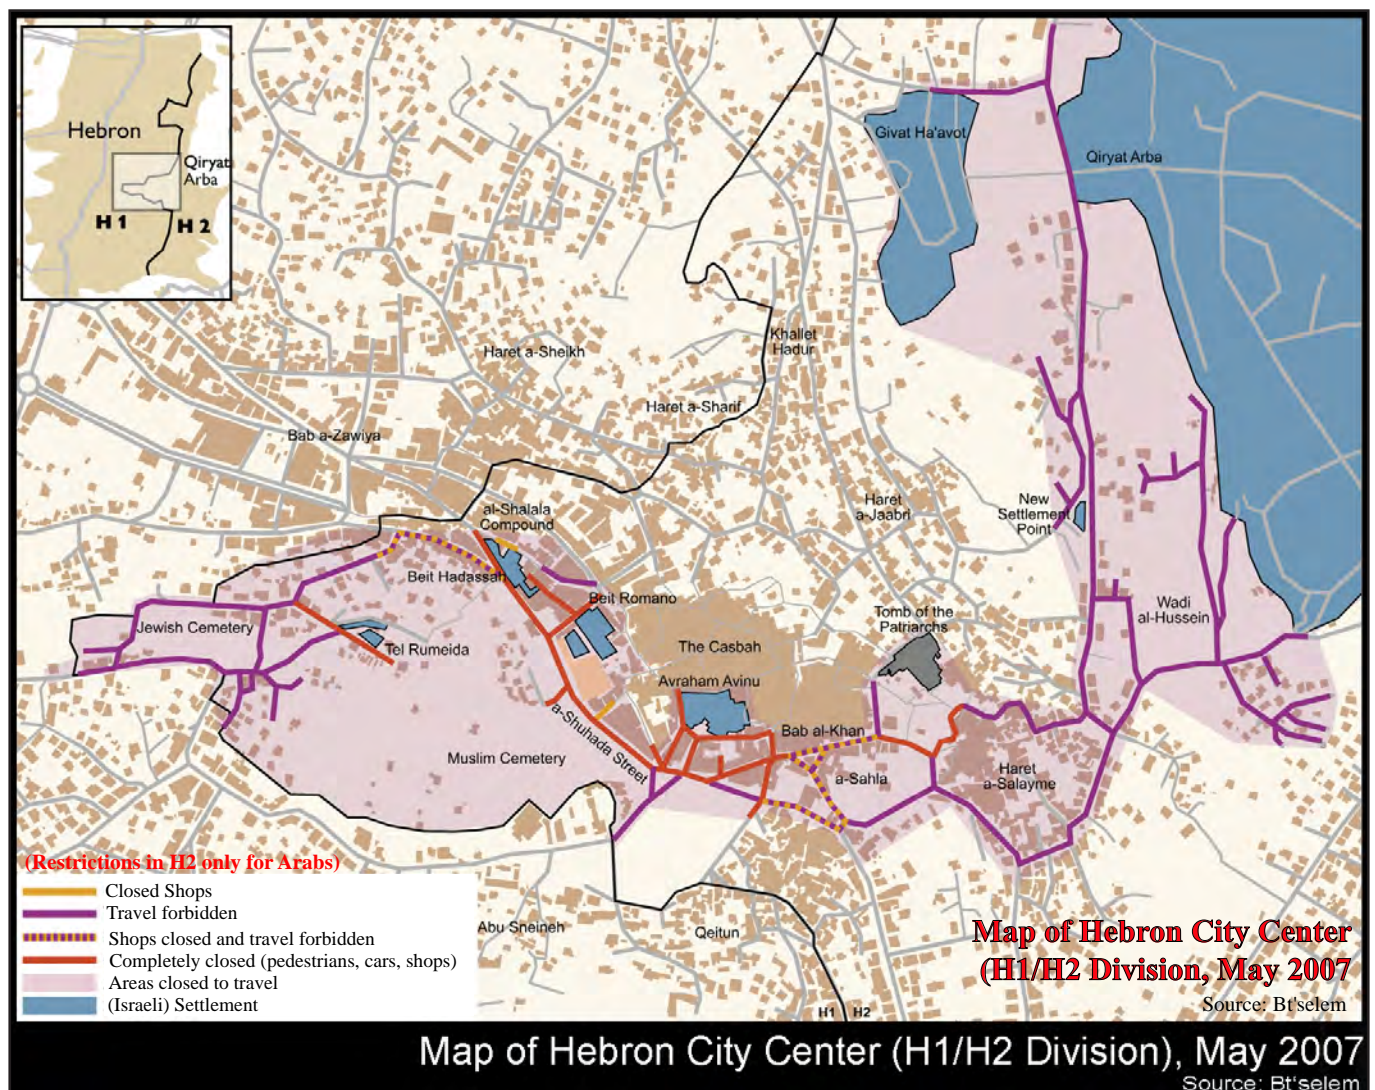 Hebron
Qiryat
Arba
H 1
H 2
Givat Ha'avot
Qiryat Arba
Khallet
Hadur
Haret a-Sheikh
Haret a-Sharif
Bab a-Zawiya
al-Shalala
Compound
Haret
a-Jaabri
New
Settlement
Point
Beit Hadassah
Beit Romano
Tomb of the
Patriarchs
Wadi
al-Hussein
Jewish Cemetery
Tel Rumeida
The Casbah
Avraham Avinu
a-Shuhada Street
Bab al-Khan
Muslim Cemetery
a-Sahla
Haret
a-Salayme
(Restrictions in H2 only for Arabs)
Closed Shops
Travel forbidden
Shops closed and travel forbidden
Completely closed (pedestrians, cars, shops)
Areas closed to travel
(Israeli) Settlement
Abu Sneineh
Qeitun
H1
H2
Map of Hebron City Center
(H1/H2 Division, May 2007
Source: Bt'selem
Map of Hebron City Center (H1/H2 Division), May 2007
Source: Bt'selem